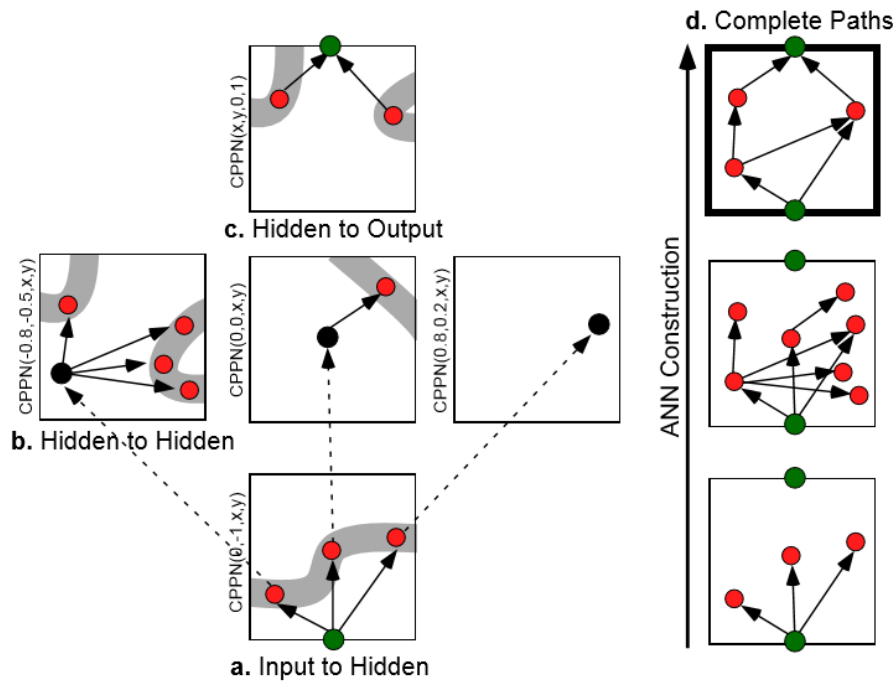 d. Complete Paths
CPPN(x,y,0,1)
c. Hidden to Output
CPPN(-0.8,-0.5,x,y)
CPPN(0,0,x,y)
CPPN(0.8,0.2,x,y)
b. Hidden to Hidden
CPPN(0,-1,x,y)
a. Input to Hidden
ANN Construction